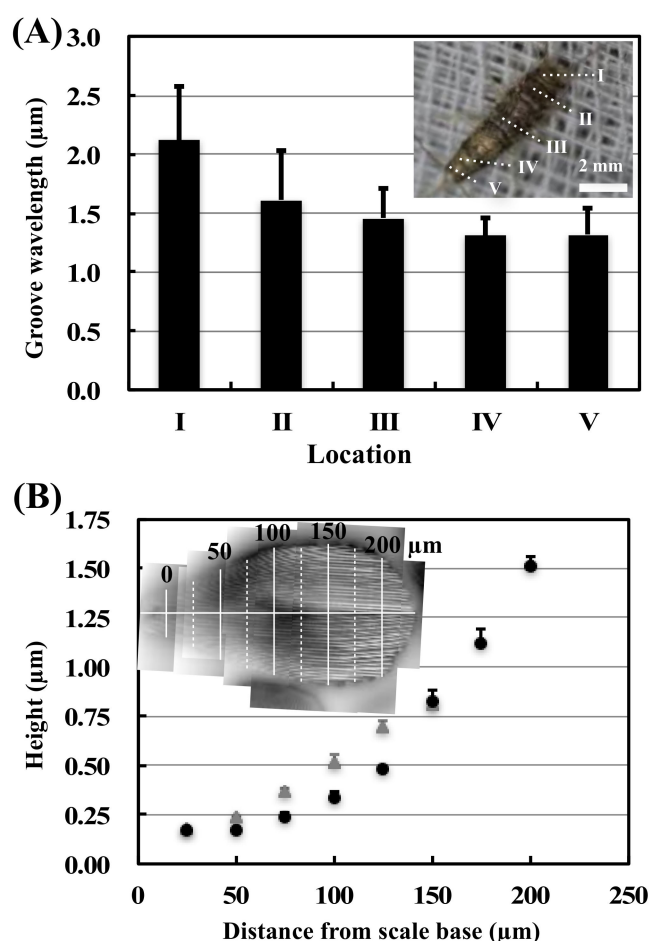 (A)
3.0
2.5
2.0
1.5
1.0
0.5
0.0
Groove wavelength (µm)
I
II
III
IV
V
2 mm
I II III IV V
Location
(B)
1.75
1.50
1.25
1.00
0.75
0.50
0.25
0.00
Height (µm)
0 50 100 150 200 µm
0 50 100 150 200 250
Distance from scale base (µm)